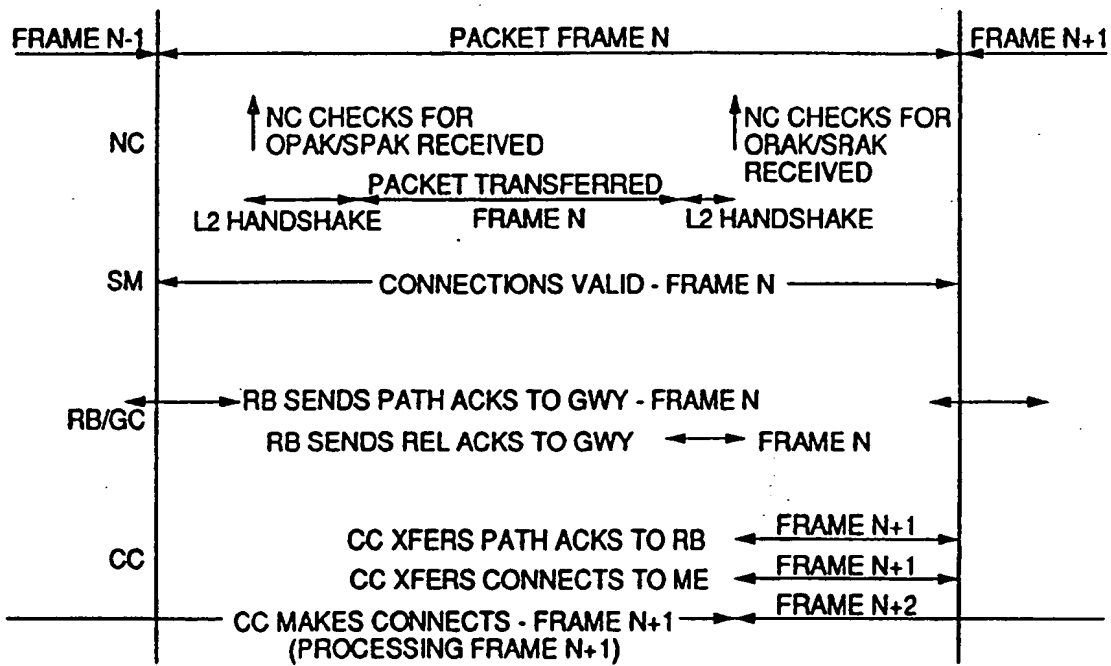 FRAME N-1 PACKET FRAME N FRAME N+1
NC
NC CHECKS FOR
OPAK/SPAK RECEIVED
NC CHECKS FOR
ORAK/SRAK
RECEIVED
PACKET TRANSFERRED
L2 HANDSHAKE FRAME N L2 HANDSHAKE
SM CONNECTIONS VALID - FRAME N
RB/GC
RB SENDS PATH ACKS TO GWY - FRAME N
RB SENDS REL ACKS TO GWY FRAME N
CC
CC XFERS PATH ACKS TO RB FRAME N+1
CC XFERS CONNECTS TO ME FRAME N+1
CC MAKES CONNECTS - FRAME N+1 FRAME N+2
(PROCESSING FRAME N+1)